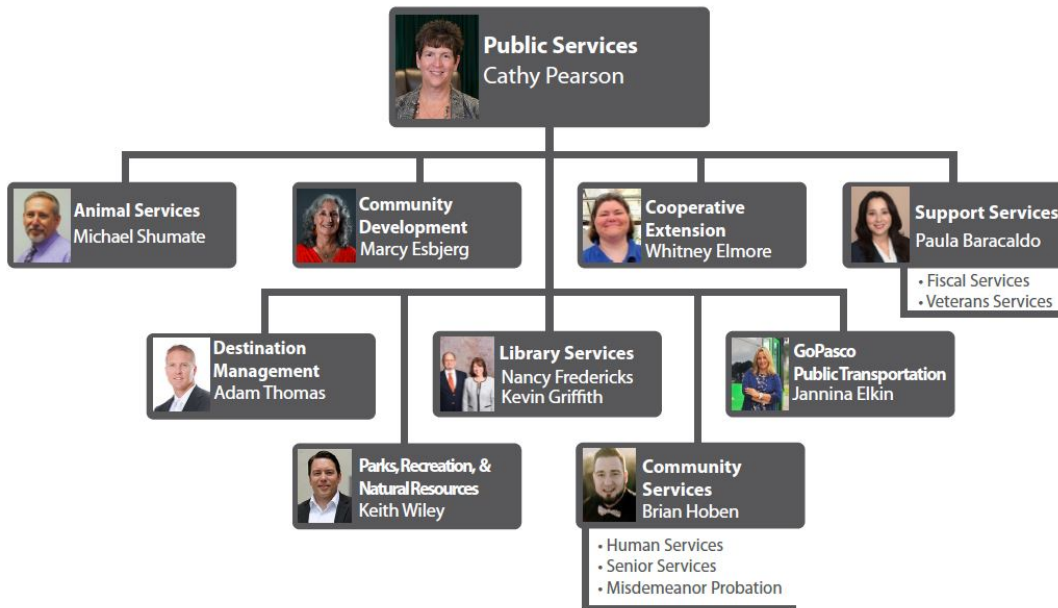 Public Services
Cathy Pearson
Animal Services
Michael Shumate
Community
Development
Marcy Esbjerg
Cooperative
Extension
Whitney Elmore
Support Services
Paula Baracaldo
• Fiscal Services
• Veterans Services
Destination
Management
Adam Thomas
Library Services
Nancy Fredericks
Kevin Griffith
GoPasco
Public Transportation
Jannina Elkin
Parks, Recreation, &
Natural Resources
Keith Wiley
Community
Services
Brian Hoben
• Human Services
• Senior Services
• Misdemeanor Probation